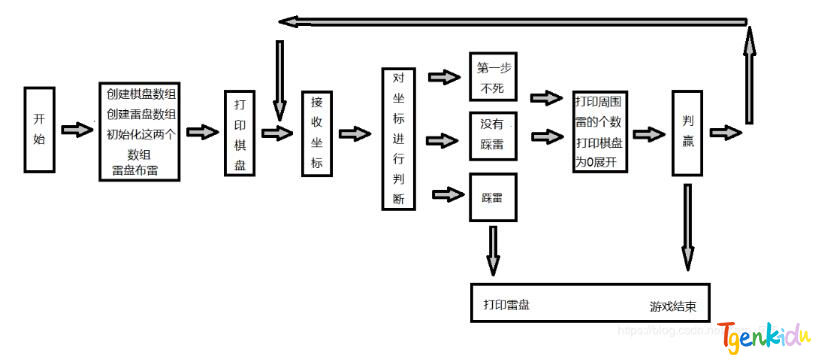 开
始
创建棋盘数组
创建雷盘数组
初始化这两个
数组
雷盘布雷
打
印
棋
盘
接
收
坐
标
对
坐
标
进
行
判
断
第一步
不死
没有
踩雷
踩雷
打印周围
雷的个数
打印棋盘
为0展开
判
赢
打印雷盘
游戏结束
Tgenkidu